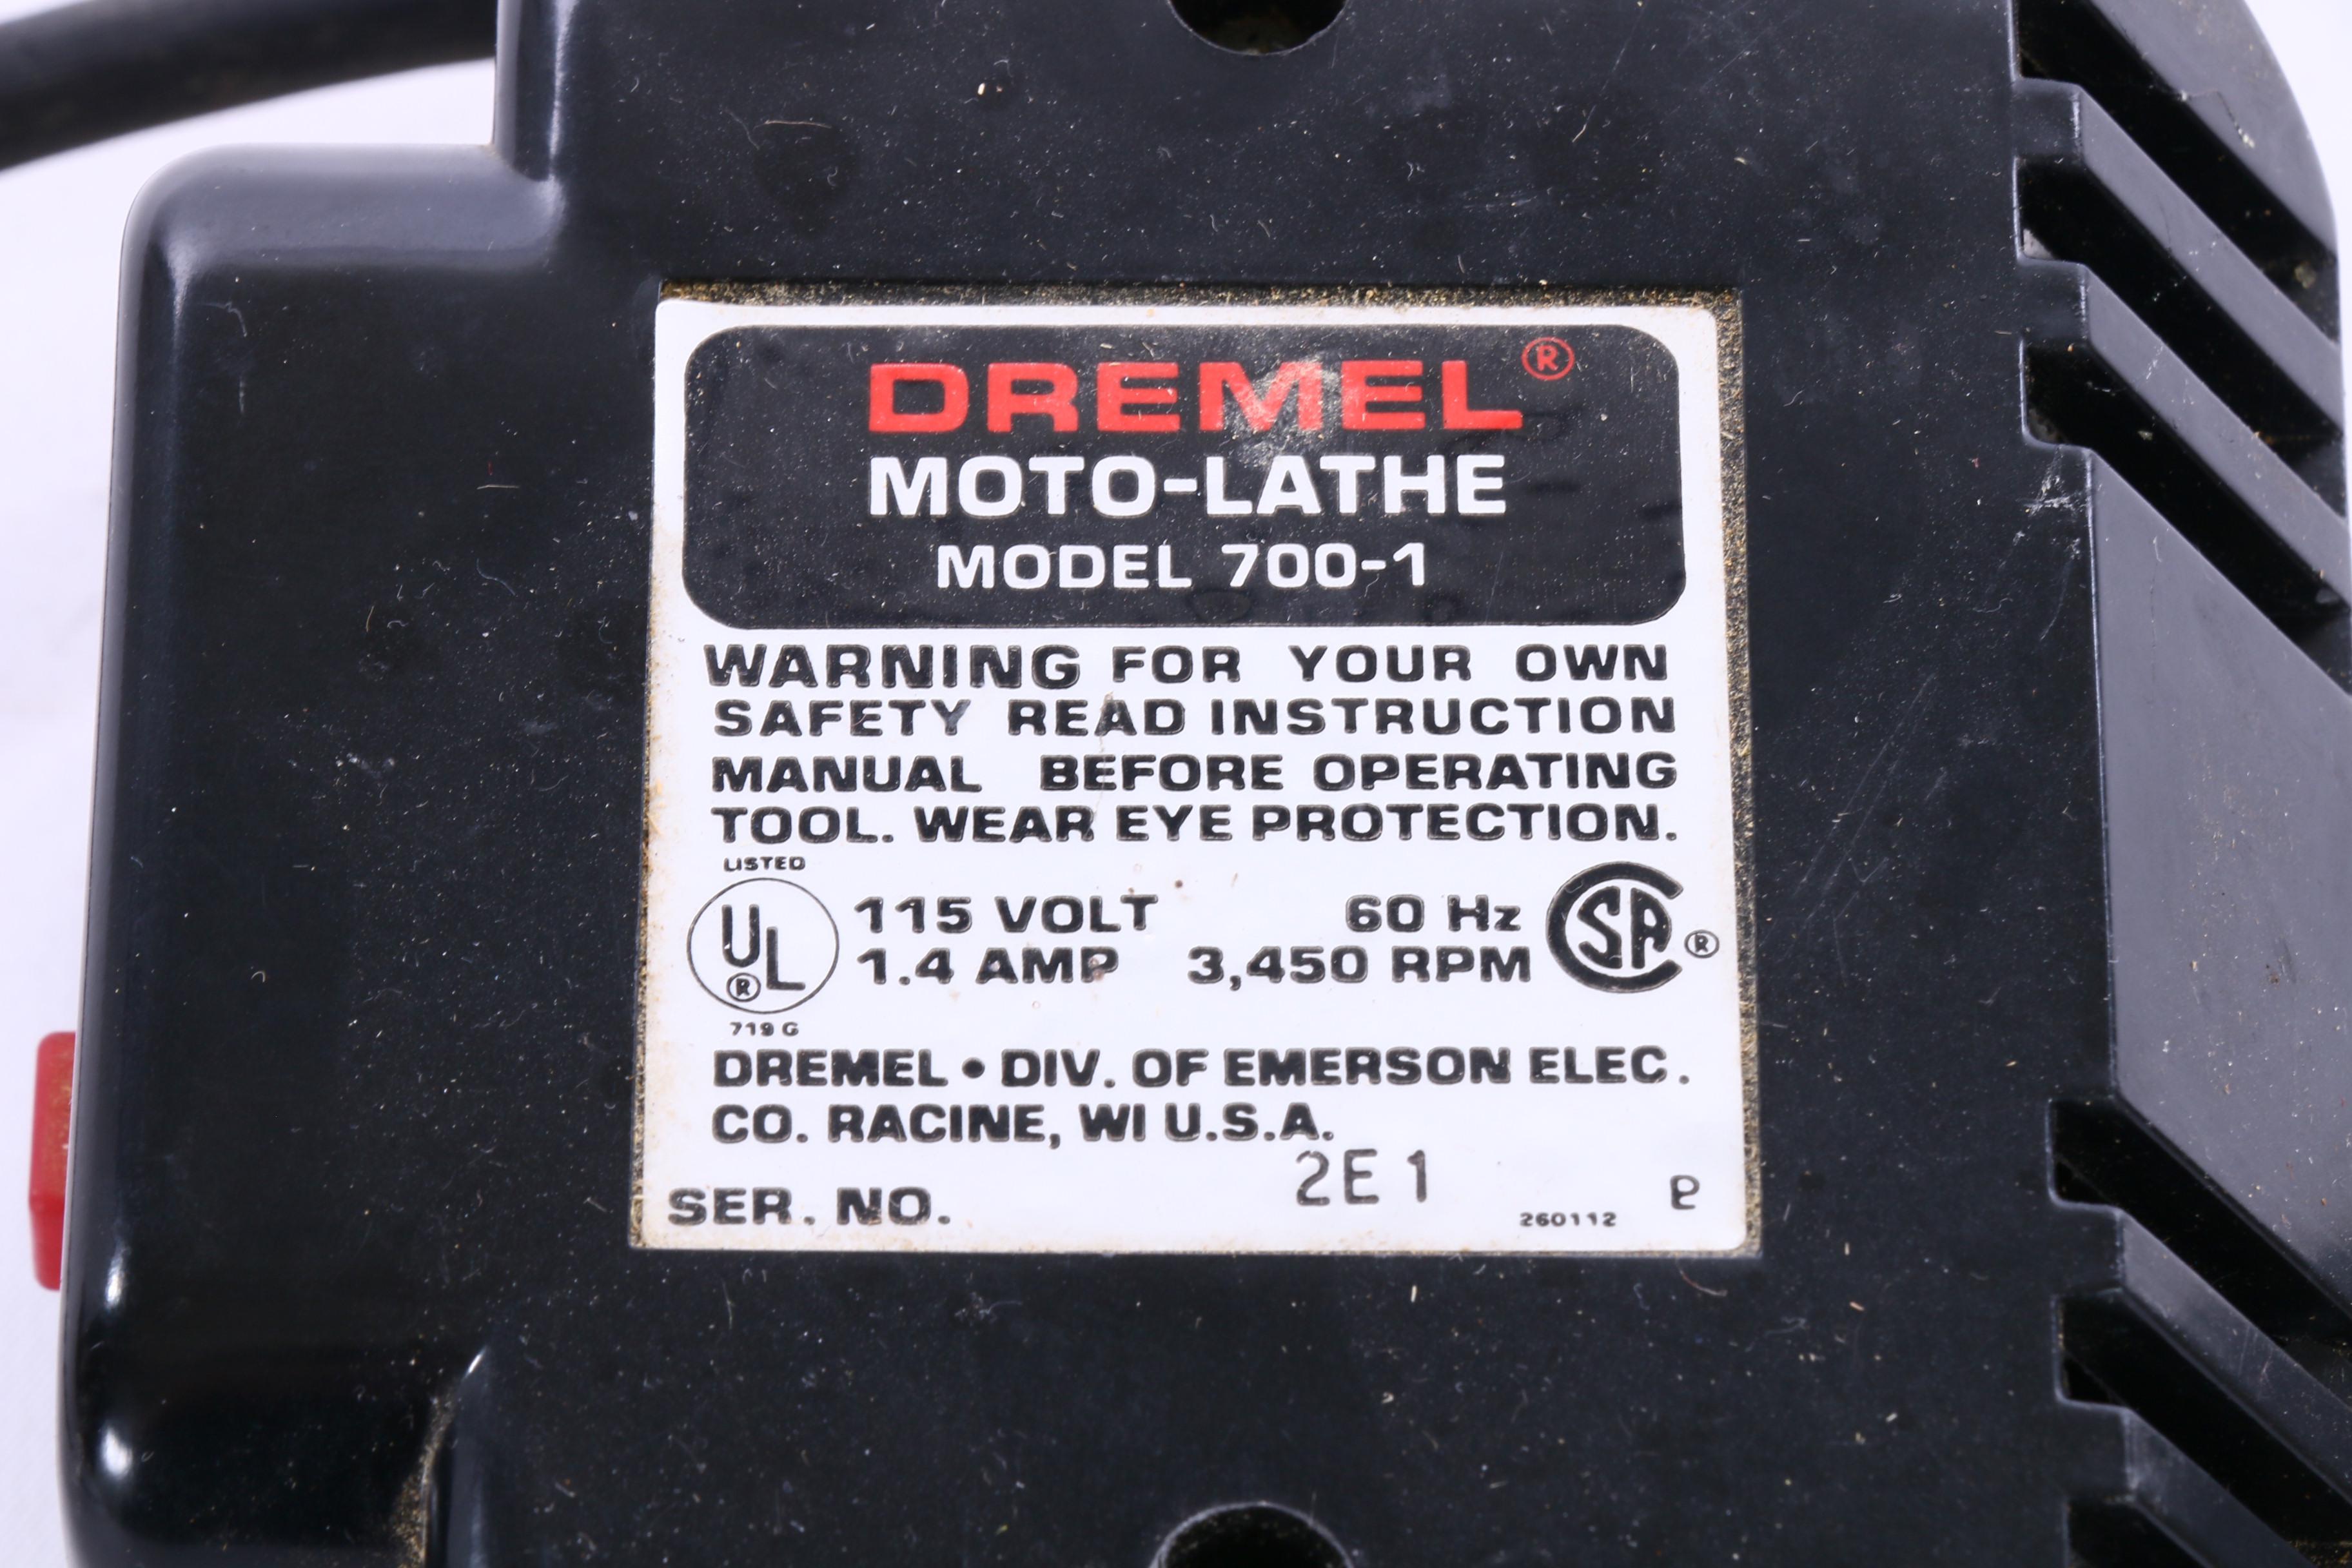 DREMEL®
MOTO-LATHE
MODEL 700-1
WARNING FOR YOUR OWN
SAFETY READ INSTRUCTION
MANUAL BEFORE OPERATING
TOOL. WEAR EYE PROTECTION.
LISTED
UL® 115 VOLT 60 Hz SA®
1.4 AMP 3,450 RPM
719 G
DREMEL • DIV. OF EMERSON ELEC.
CO. RACINE, WI U.S.A.
2E1
SER. NO. 260112